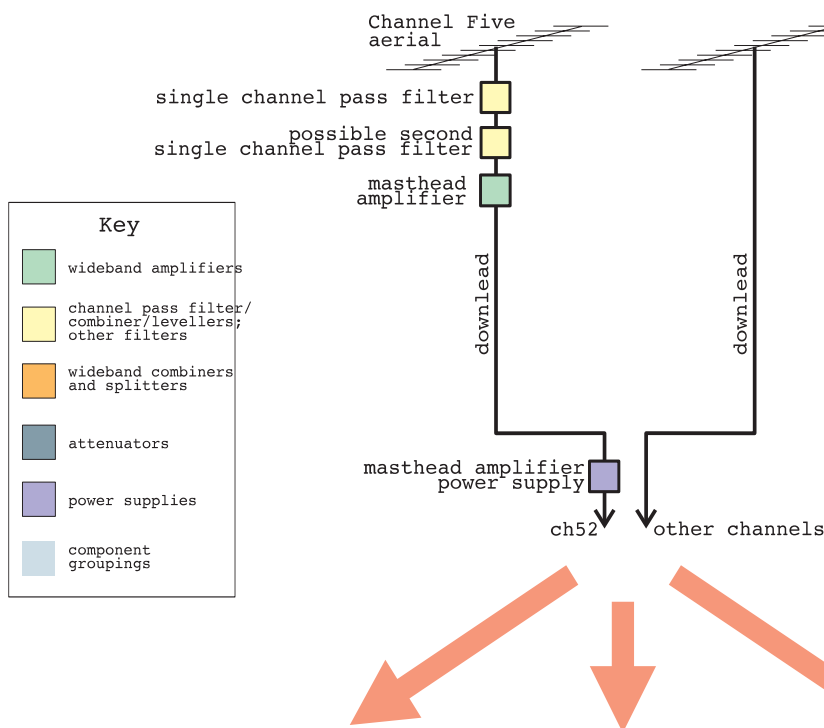 Channel Five
aerial
single channel pass filter
possible second
single channel pass filter
masthead
amplifier
downlead
downlead
masthead amplifier
power supply
ch52
other channels
Key
wideband amplifiers
channel pass filter/
combiner/levellers;
other filters
wideband combiners
and splitters
attenuators
power supplies
component
groupings